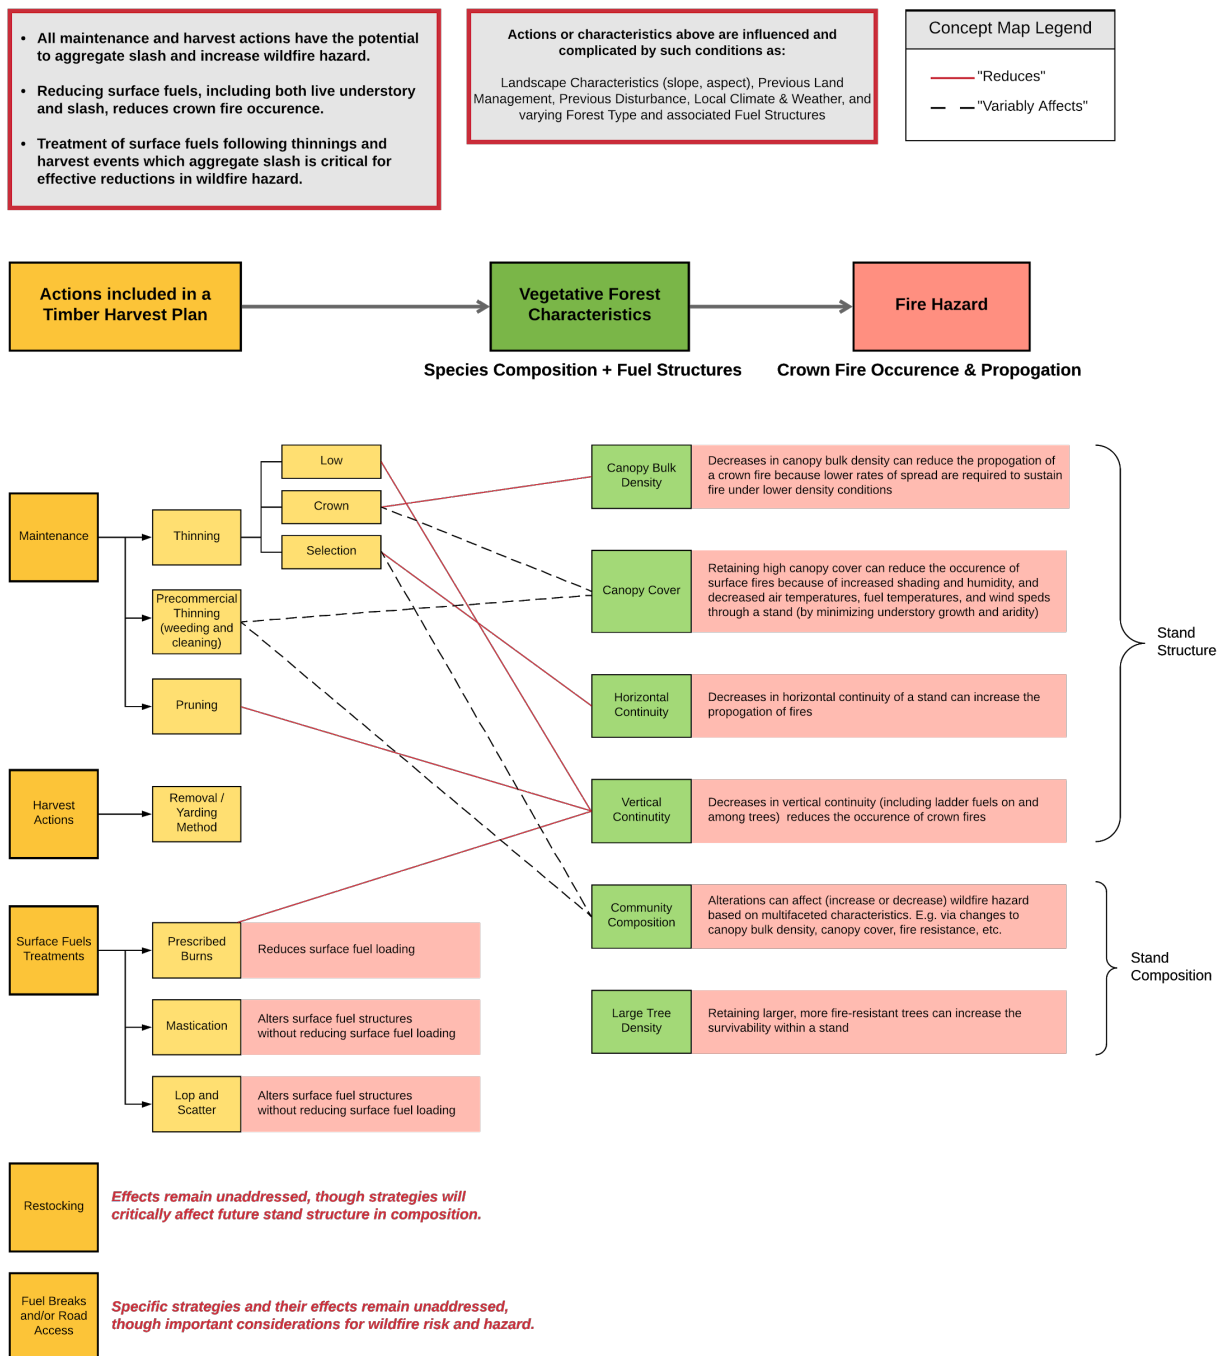 • All maintenance and harvest actions have the potential
to aggregate slash and increase wildfire hazard.
• Reducing surface fuels, including both live understory
and slash, reduces crown fire occurence.
• Treatment of surface fuels following thinnings and
harvest events which aggregate slash is critical for
effective reductions in wildfire hazard.
Actions or characteristics above are influenced and
complicated by such conditions as:
Landscape Characteristics (slope, aspect), Previous Land
Management, Previous Disturbance, Local Climate & Weather, and
varying Forest Type and associated Fuel Structures
Concept Map Legend
"Reduces"
"Variably Affects"
Actions included in a
Timber Harvest Plan
Vegetative Forest
Characteristics
Fire Hazard
Species Composition + Fuel Structures
Crown Fire Occurence & Propogation
Maintenance
Thinning
Low
Crown
Selection
Precommercial
Thinning
(weeding and
cleaning)
Pruning
Harvest
Actions
Removal /
Yarding
Method
Surface Fuels
Treatments
Prescribed
Burns
Reduces surface fuel loading
Mastication
Alters surface fuel structures
without reducing surface fuel loading
Lop and
Scatter
Alters surface fuel structures
without reducing surface fuel loading
Canopy Bulk
Density
Decreases in canopy bulk density can reduce the propogation of
a crown fire because lower rates of spread are required to sustain
fire under lower density conditions
Canopy Cover
Retaining high canopy cover can reduce the occurence of
surface fires because of increased shading and humidity, and
decreased air temperatures, fuel temperatures, and wind speds
through a stand (by minimizing understory growth and aridity)
Horizontal
Continuity
Decreases in horizontal continuity of a stand can increase the
propogation of fires
Vertical
Continutity
Decreases in vertical continuity (including ladder fuels on and
among trees)  reduces the occurence of crown fires
Stand
Structure
Community
Composition
Alterations can affect (increase or decrease) wildfire hazard
based on multifaceted characteristics. E.g. via changes to
canopy bulk density, canopy cover, fire resistance, etc.
Large Tree
Density
Retaining larger, more fire-resistant trees can increase the
survivability within a stand
Stand
Composition
Restocking
Effects remain unaddressed, though strategies will
critically affect future stand structure in composition.
Fuel Breaks
and/or Road
Access
Specific strategies and their effects remain unaddressed,
though important considerations for wildfire risk and hazard.